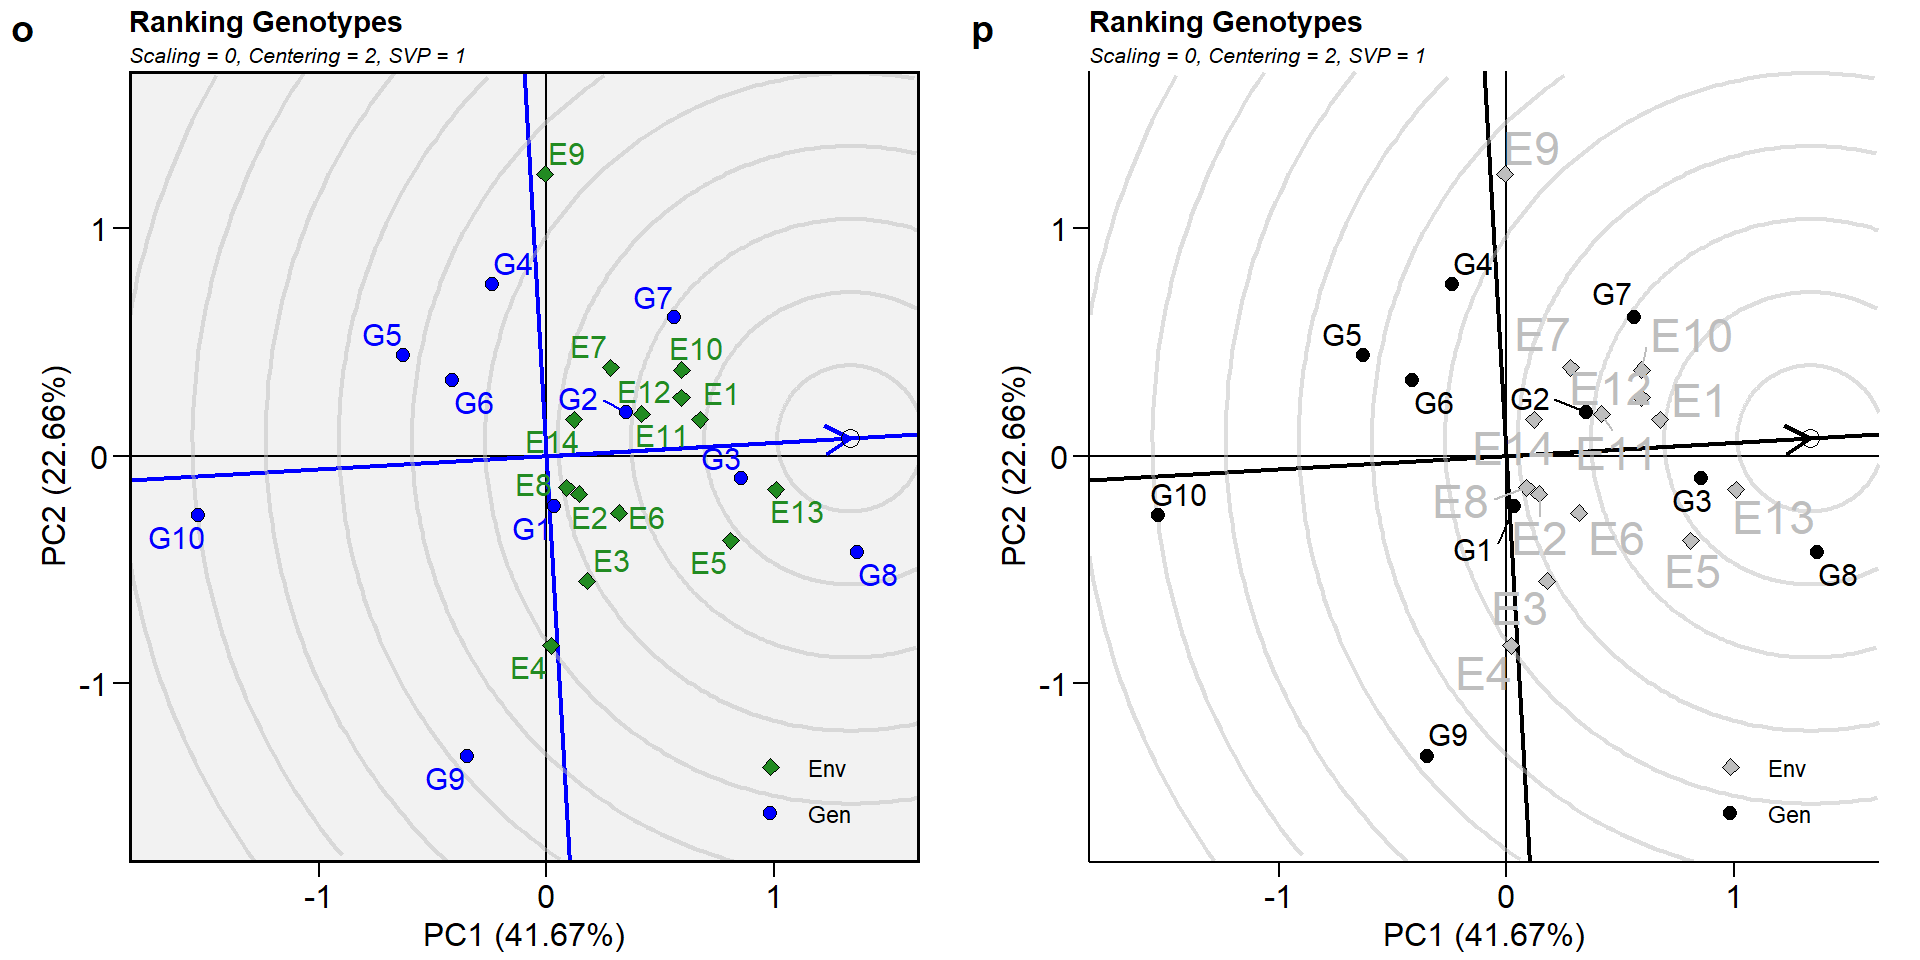 o
Ranking Genotypes
Scaling = 0, Centering = 2, SVP = 1
E9
1
G4
G7
G5
E7
E10
G6
G2
E12
E1
E14
E11
0
G3
E8
G10
G1
E2
E6
E13
E3
E5
G8
E4
-1
G9
Env
Gen
-1
0
1
PC1 (41.67%)
PC2 (22.66%)
p
Ranking Genotypes
Scaling = 0, Centering = 2, SVP = 1
E9
1
G4
G7
G5
E7
E10
G6
G2
E12
E1
E14
E11
0
G10
E8
G3
E13
G1
E2
E6
E5
G8
E3
E4
-1
G9
Env
Gen
-1
0
1
PC1 (41.67%)
PC2 (22.66%)